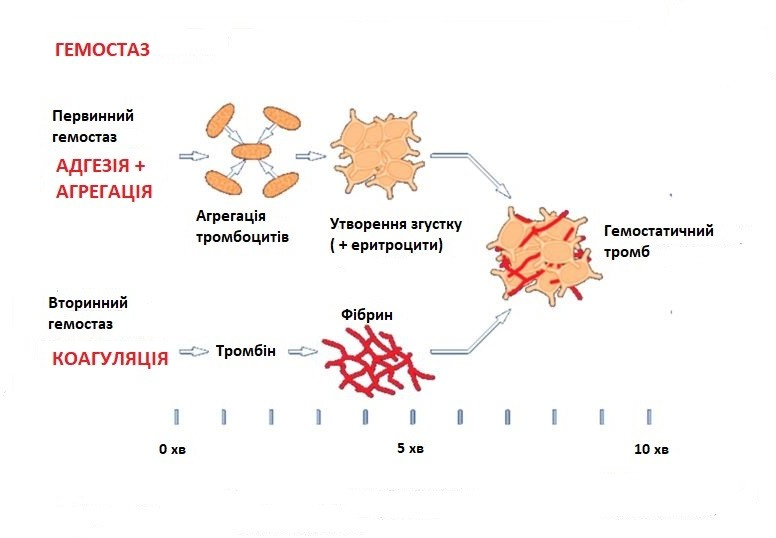 ГЕМОСТАЗ
Первинний
гемостаз
АДГЕЗІЯ +
АГРЕГАЦІЯ
Агрегація
тромбоцитів
Утворення згустку
( + еритроцити)
Гемостатичний
тромб
Вторинний
гемостаз
КОАГУЛЯЦІЯ
Тромбін
Фібрин
0 хв
5 хв
10 хв